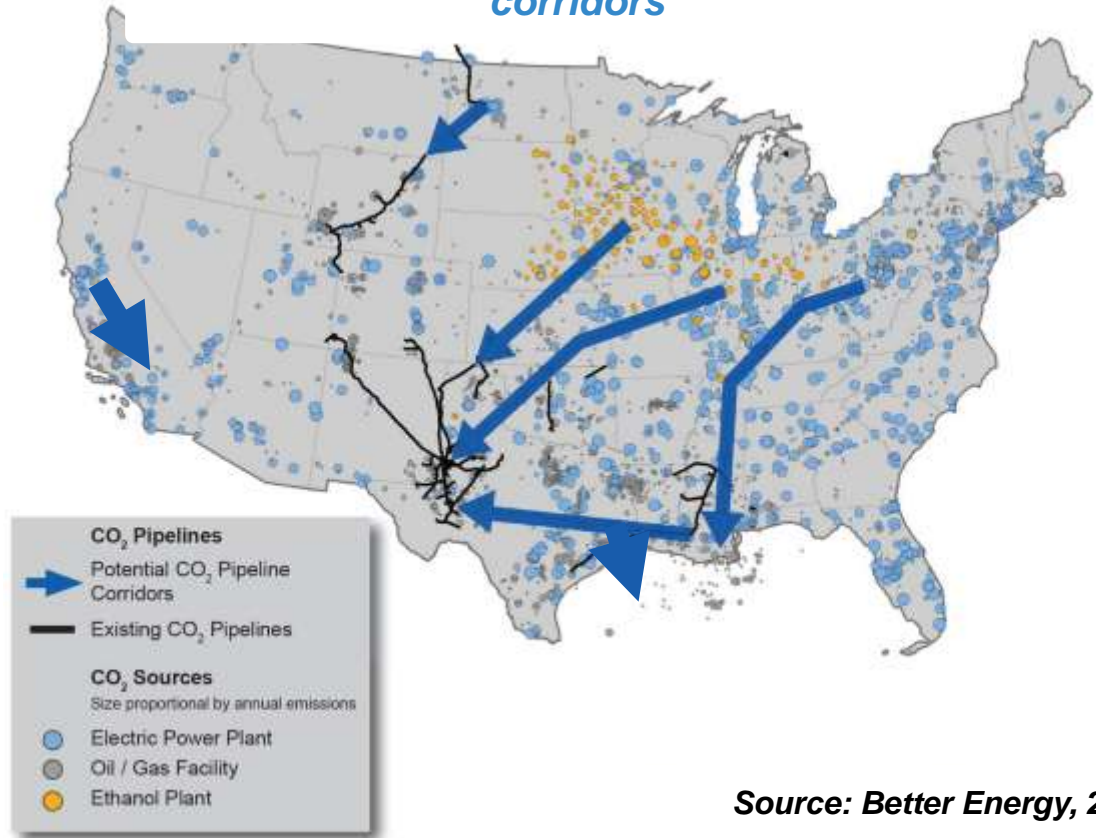 corridors
CO₂ Pipelines
Potential CO₂ Pipeline
Corridors
Existing CO₂ Pipelines
CO₂ Sources
Size proportional by annual emissions
Electric Power Plant
Oil / Gas Facility
Ethanol Plant
Source: Better Energy, 2